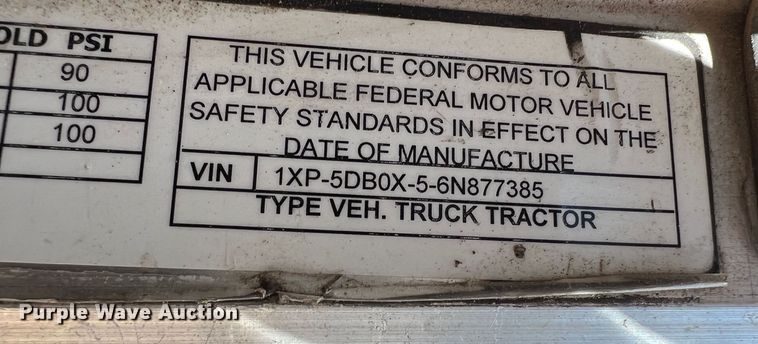 OLD PSI
90
100
100
THIS VEHICLE CONFORMS TO ALL
APPLICABLE FEDERAL MOTOR VEHICLE
SAFETY STANDARDS IN EFFECT ON THE
DATE OF MANUFACTURE
VIN 1XP-5DB0X-5-6N877385
TYPE VEH. TRUCK TRACTOR
Purple Wave Auction